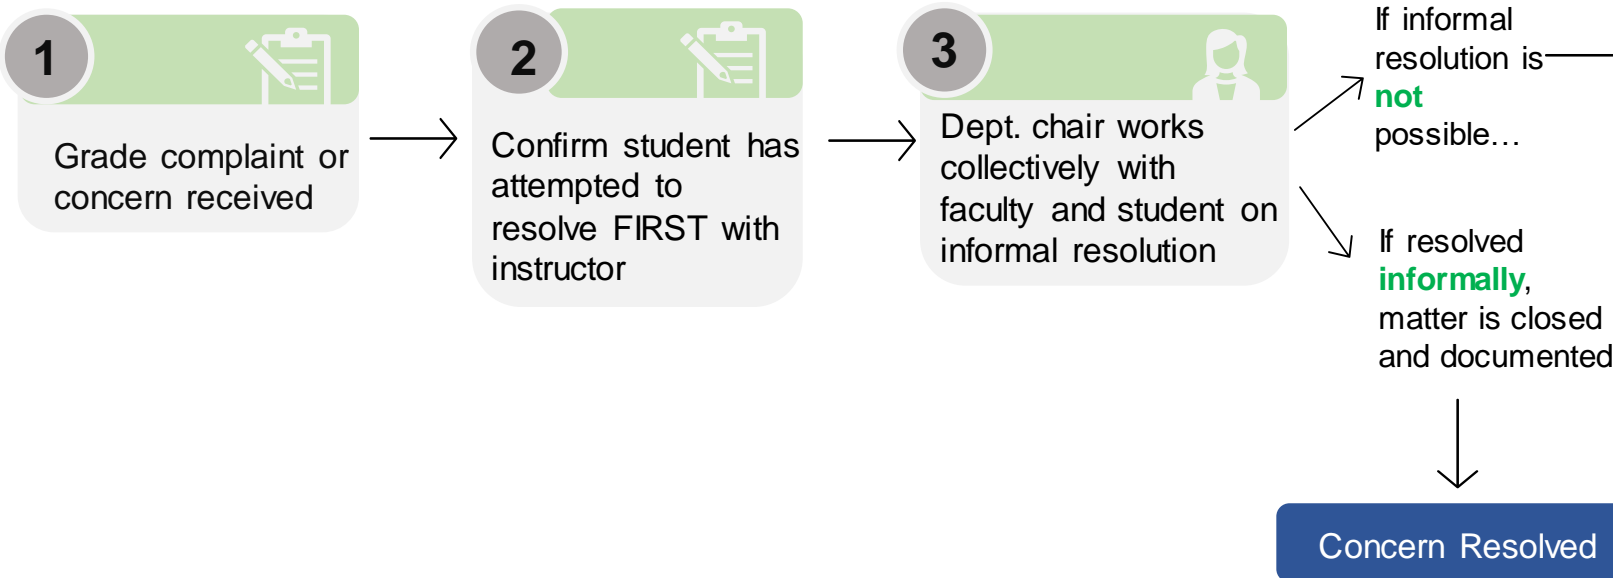 1
Grade complaint or
concern received
2
Confirm student has
attempted to
resolve FIRST with
instructor
3
Dept. chair works
collectively with
faculty and student on
informal resolution
If informal
resolution is
not
possible…
If resolved
informally,
matter is closed
and documented
Concern Resolved